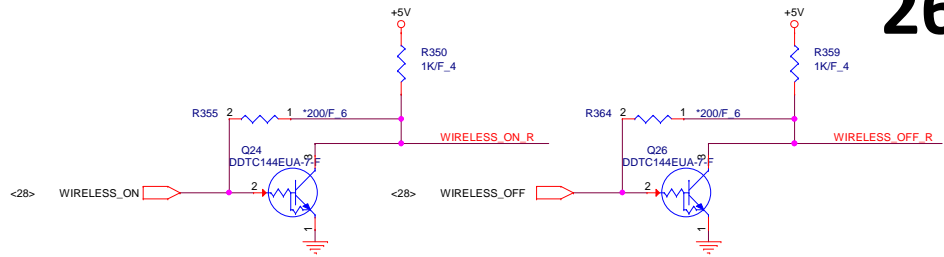 26
+5V
R350
1K/F_4
R355 2 1 *200/F_6
WIRELESS_ON_R
Q24
DDTC144EUA-7-F
3
2
<28> WIRELESS_ON
1
+5V
R359
1K/F_4
R364 2 1 *200/F_6
WIRELESS_OFF_R
Q26
DDTC144EUA-7-F
3
2
<28> WIRELESS_OFF
1